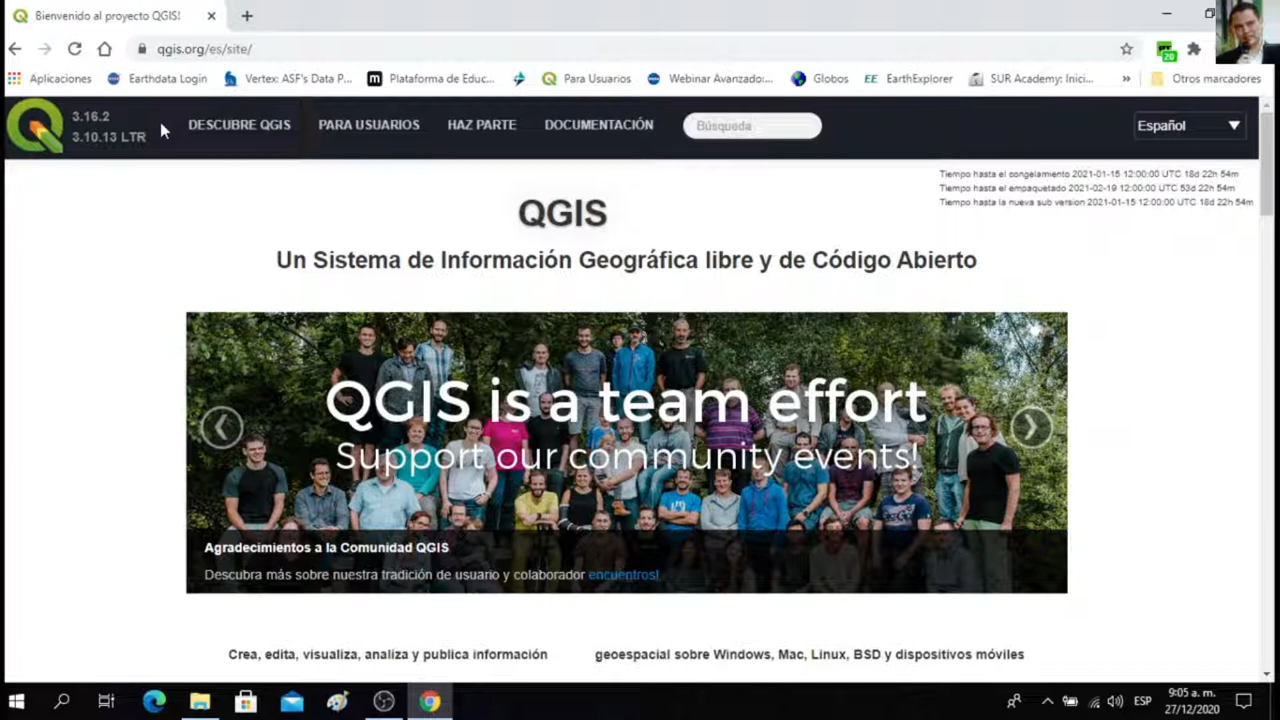 Bienvenido al proyecto QGIS!
qgis.org/es/site/
20
Aplicaciones
Earthdata Login
Vertex: ASF's Data P...
Plataforma de Educ...
Para Usuarios
Webinar Avanzado:...
Globos
EE EarthExplorer
SUR Academy: Inici...
»
Otros marcadores
3.16.2
3.10.13 LTR
DESCUBRE QGIS
PARA USUARIOS
HAZ PARTE
DOCUMENTACIÓN
Búsqueda
Español
Tiempo hasta el congelamiento 2021-01-15 12:00:00 UTC 18d 22h 54m
Tiempo hasta el empaquetado 2021-02-19 12:00:00 UTC 53d 22h 54m
Tiempo hasta la nueva sub version 2021-01-15 12:00:00 UTC 18d 22h 54m
QGIS
Un Sistema de Información Geográfica libre y de Código Abierto
QGIS is a team effort
Support our community events!
Agradecimientos a la Comunidad QGIS
Descubra más sobre nuestra tradición de usuario y colaborador encuentros!
Crea, edita, visualiza, analiza y publica información
geoespacial sobre Windows, Mac, Linux, BSD y dispositivos móviles
ESP
9:05 a. m.
27/12/2020